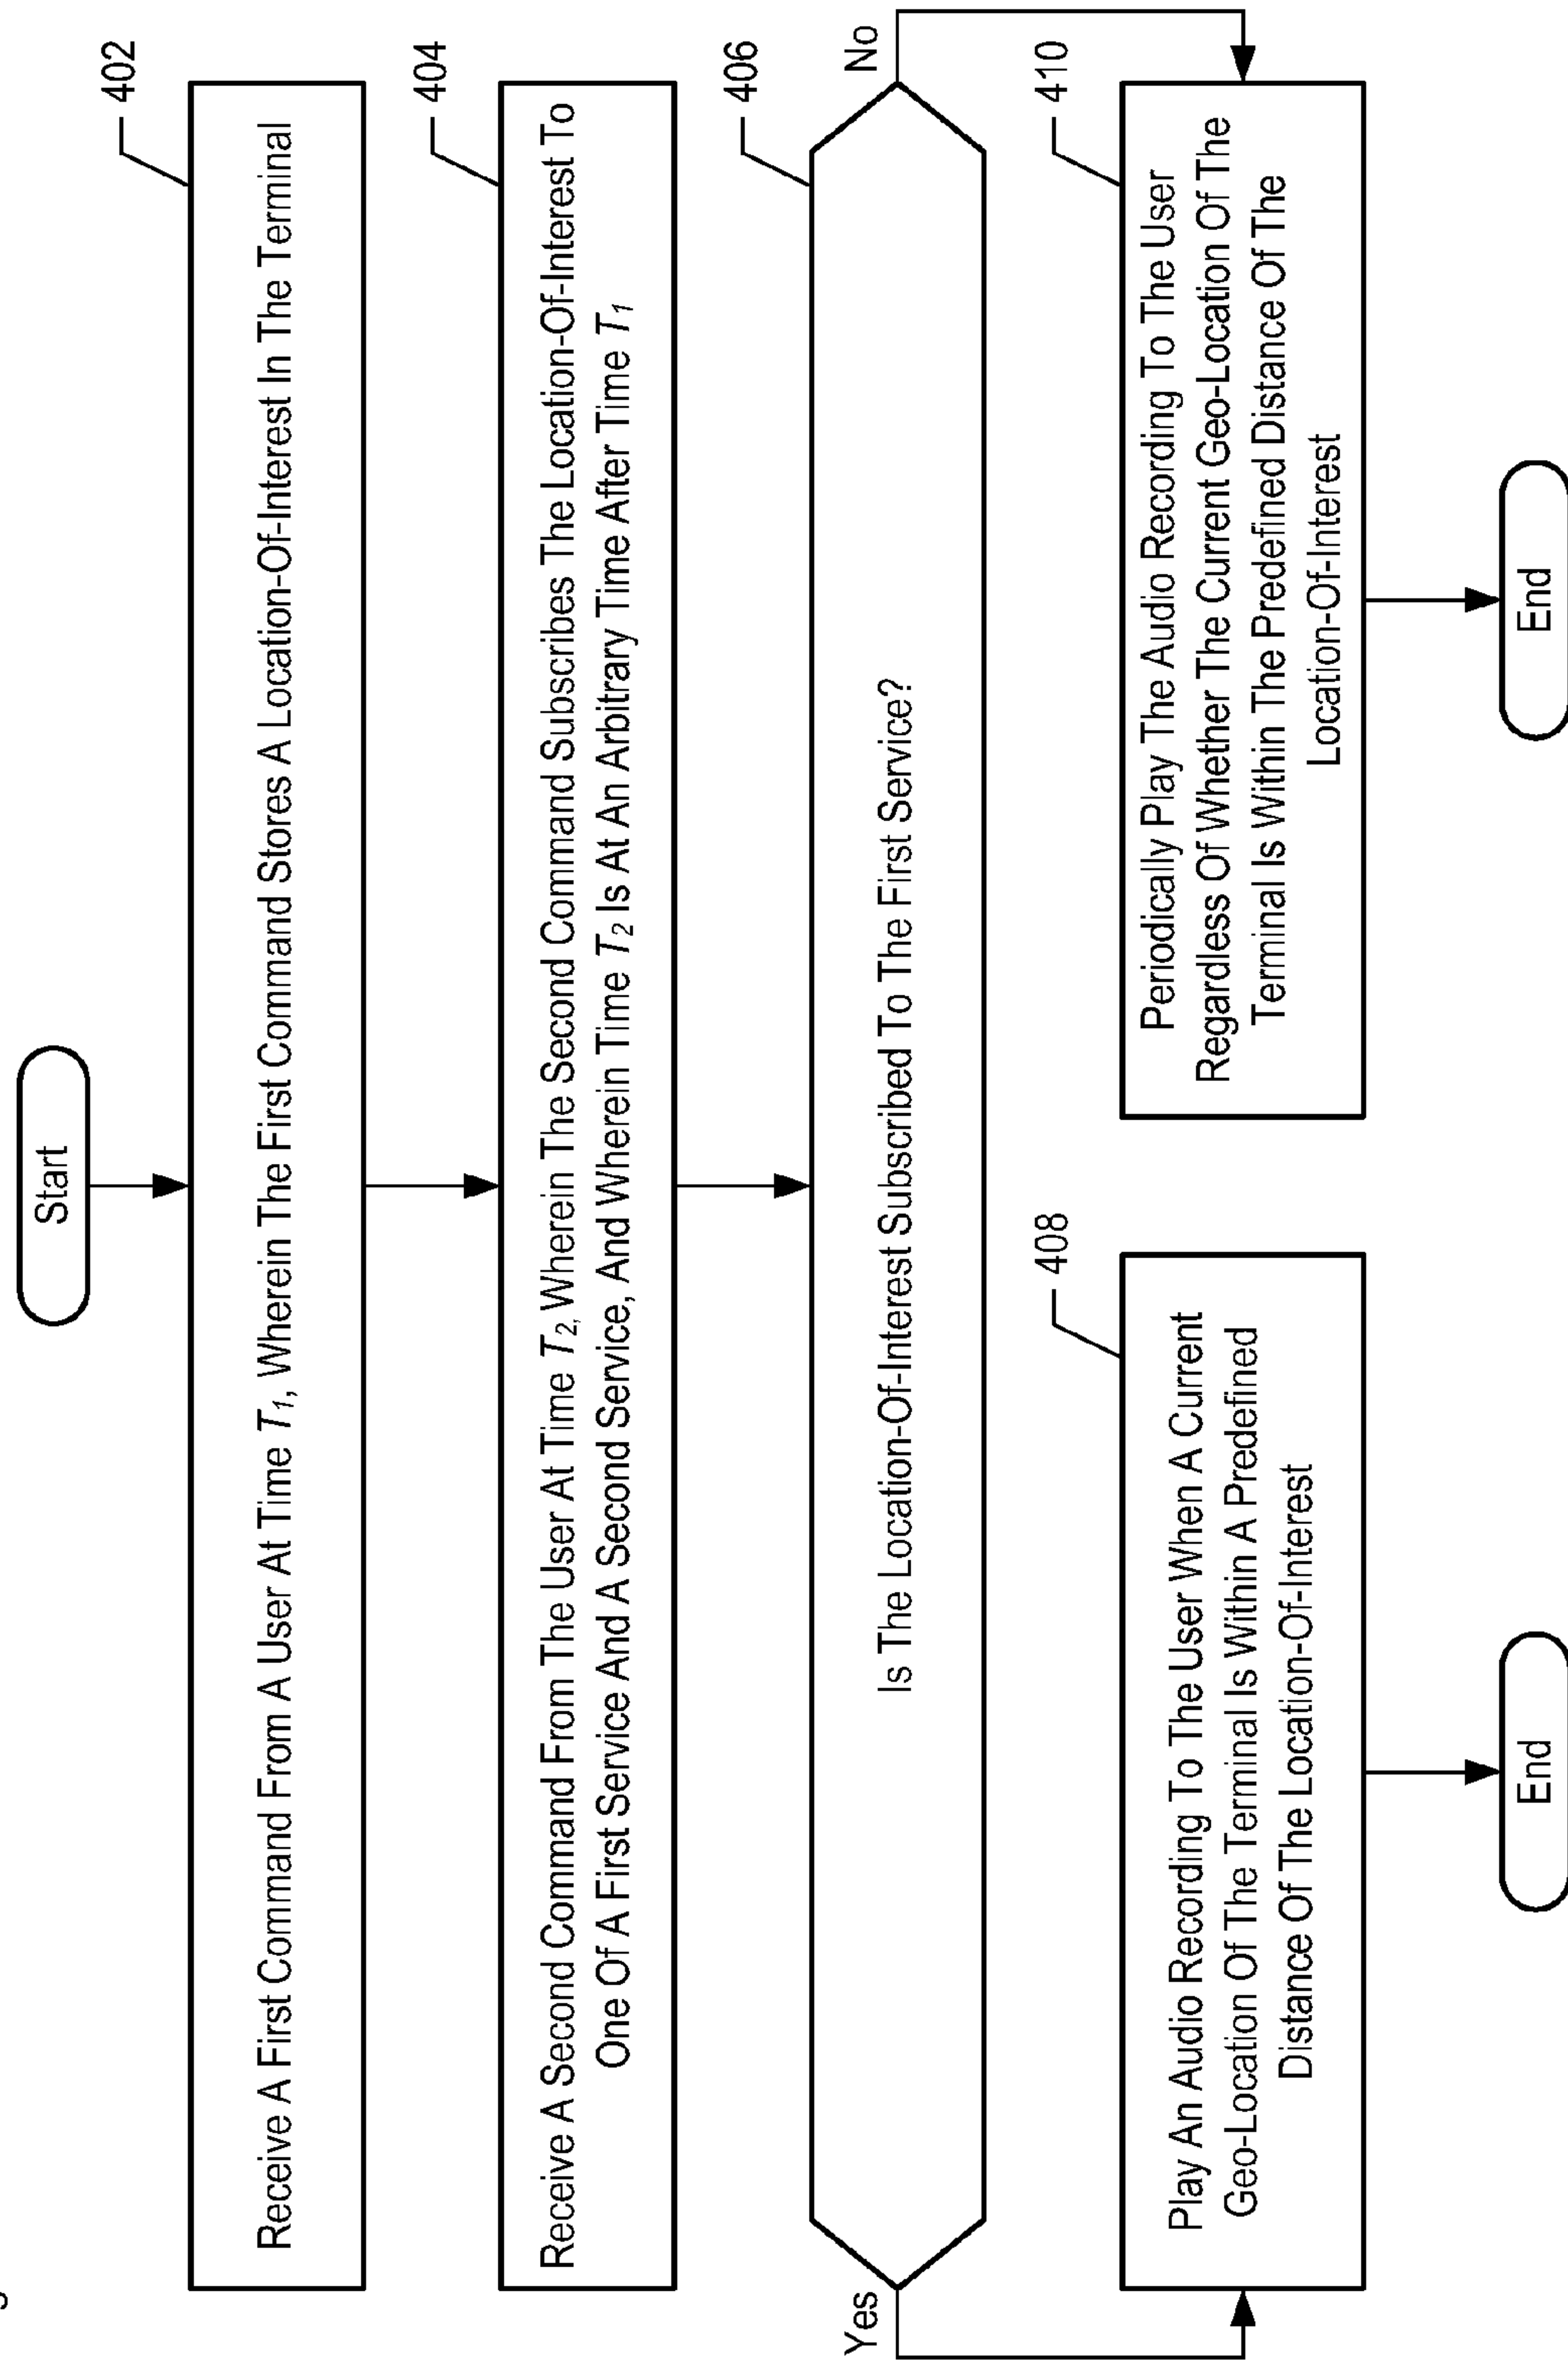 Start
402
Receive A First Command From A User At Time T1, Wherein The First Command Stores A Location-Of-Interest In The Terminal
404
Receive A Second Command From The User At Time T2, Wherein The Second Command Subscribes The Location-Of-Interest To
One Of A First Service And A Second Service, And Wherein Time T2 Is At An Arbitrary Time After Time T1
406
Is The Location-Of-Interest Subscribed To The First Service?
Yes
No
408
Play An Audio Recording To The User When A Current
Geo-Location Of The Terminal Is Within A Predefined
Distance Of The Location-Of-Interest
410
Periodically Play The Audio Recording To The User
Regardless Of Whether The Current Geo-Location Of The
Terminal Is Within The Predefined Distance Of The
Location-Of-Interest
End
End